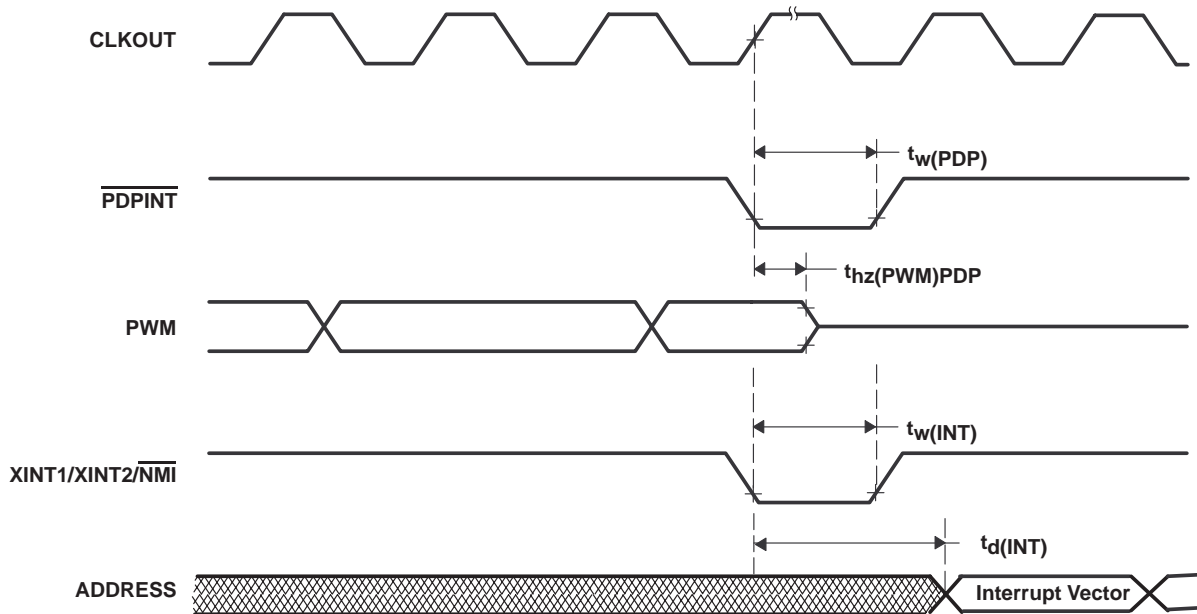 CLKOUT
tw(PDP)
PDPINT
thz(PWM)PDP
PWM
tw(INT)
XINT1/XINT2/NMI
td(INT)
ADDRESS
Interrupt Vector